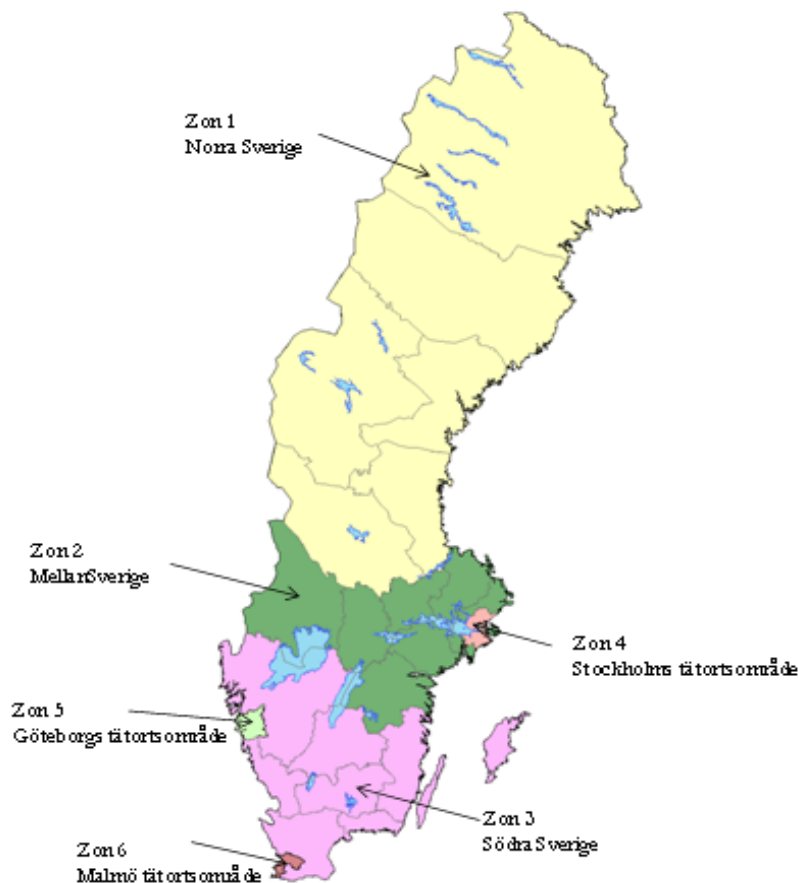 Zon 1
Norra Sverige
Zon 2
MellanSverige
Zon 4
Stockholms tätortsområde
Zon 5
Göteborgs tätortsområde
Zon 3
Södra Sverige
Zon 6
Malmö tätortsområde